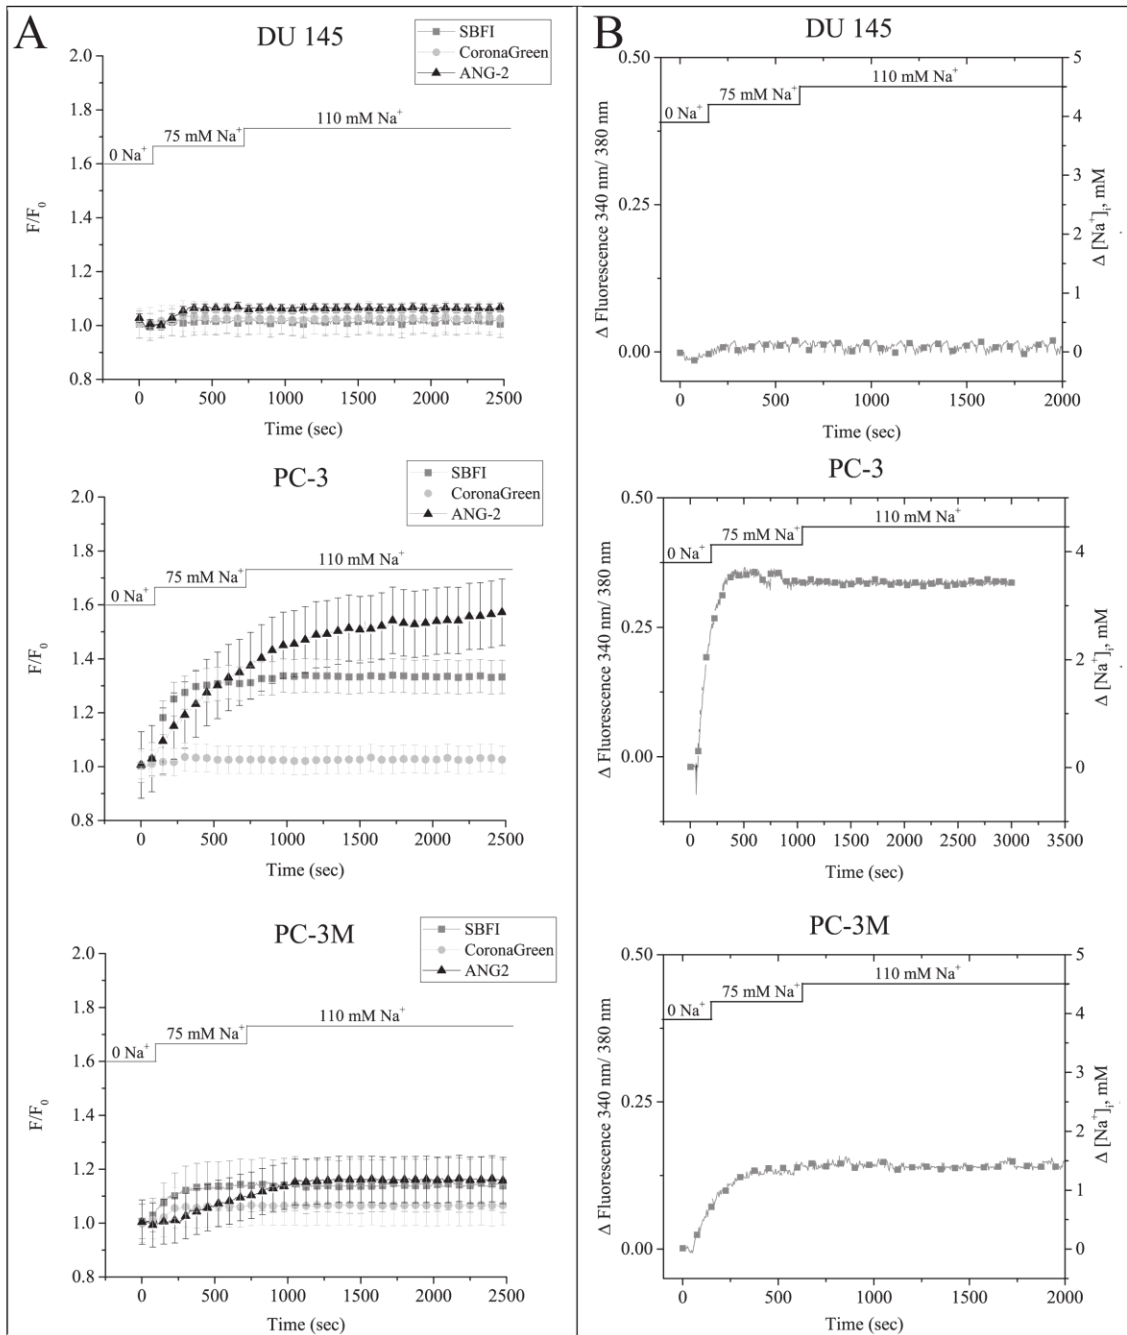 A
DU 145
SBFI
CoronaGreen
ANG-2
2.0
1.8
1.6
1.4
1.2
1.0
0.8
F/F0
0 Na+
75 mM Na+
110 mM Na+
0 500 1000 1500 2000 2500
Time (sec)
PC-3
SBFI
CoronaGreen
ANG-2
2.0
1.8
1.6
1.4
1.2
1.0
0.8
F/F0
0 Na+
75 mM Na+
110 mM Na+
0 500 1000 1500 2000 2500
Time (sec)
PC-3M
SBFI
CoronaGreen
ANG2
2.0
1.8
1.6
1.4
1.2
1.0
0.8
F/F0
0 Na+
75 mM Na+
110 mM Na+
0 500 1000 1500 2000 2500
Time (sec)
B
DU 145
0.50
0.25
0.00
Δ Fluorescence 340 nm/ 380 nm
0 Na+
75 mM Na+
110 mM Na+
5
4
3
2
1
0
Δ [Na+]i, mM
0 500 1000 1500 2000
Time (sec)
PC-3
0.50
0.25
0.00
Δ Fluorescence 340 nm/ 380 nm
0 Na+
75 mM Na+
110 mM Na+
4
2
0
Δ [Na+]i, mM
0 500 1000 1500 2000 2500 3000 3500
Time (sec)
PC-3M
0.50
0.25
0.00
Δ Fluorescence 340 nm/ 380 nm
0 Na+
75 mM Na+
110 mM Na+
5
4
3
2
1
0
Δ [Na+]i, mM
0 500 1000 1500 2000
Time (sec)